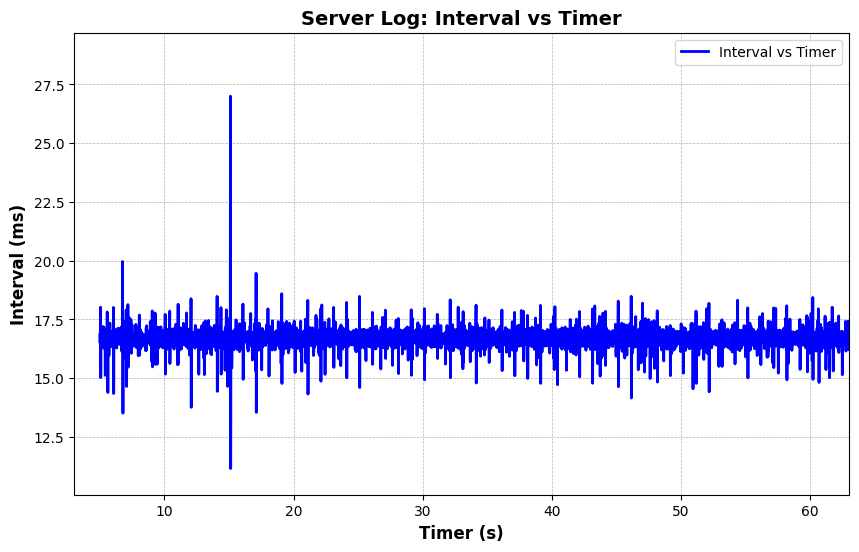 Server Log: Interval vs Timer
Interval vs Timer
27.5
25.0
22.5
20.0
17.5
15.0
12.5
Interval (ms)
10 20 30 40 50 60
Timer (s)